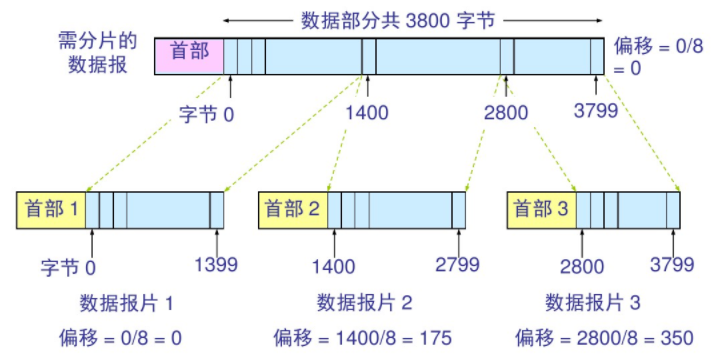 数据部分共 3800 字节
需分片的
数据报
首部
偏移 = 0/8
= 0
字节 0
1400
2800
3799
首部 1
首部 2
首部 3
字节 0
1399
1400
2799
2800
3799
数据报片 1
数据报片 2
数据报片 3
偏移 = 0/8 = 0
偏移 = 1400/8 = 175
偏移 = 2800/8 = 350